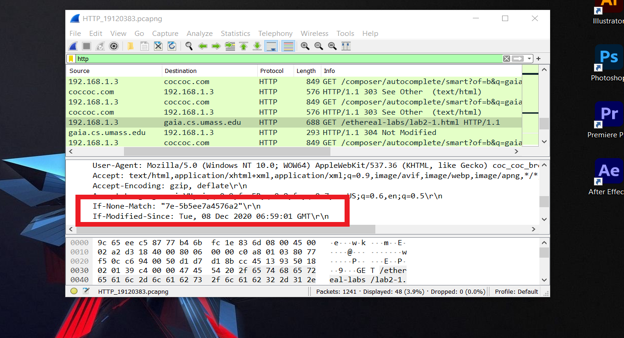 HTTP_19120383.pcapng
File Edit View Go Capture Analyze Statistics Telephony Wireless Tools Help
http
Source Destination Protocol Length Info
192.168.1.3 coccoc.com HTTP 849 GET /composer/autocomplete/smart?of=b&q=gaia
coccoc.com 192.168.1.3 HTTP 576 HTTP/1.1 303 See Other (text/html)
192.168.1.3 coccoc.com HTTP 849 GET /composer/autocomplete/smart?of=b&q=gaia
coccoc.com 192.168.1.3 HTTP 576 HTTP/1.1 303 See Other (text/html)
192.168.1.3 gaia.cs.umass.edu HTTP 688 GET /ethereal-labs/lab2-1.html HTTP/1.1
gaia.cs.umass.edu 192.168.1.3 HTTP 293 HTTP/1.1 304 Not Modified
192.168.1.3 coccoc.com HTTP 849 GET /composer/autocomplete/smart?of=b&q=gaia
User-Agent: Mozilla/5.0 (Windows NT 10.0; WOW64) AppleWebKit/537.36 (KHTML, like Gecko) coc_coc_br
Accept: text/html,application/xhtml+xml,application/xml;q=0.9,image/avif,image/webp,image/apng,*/*
Accept-Encoding: gzip, deflate\r\n
US;q=0.6,en;q=0.5\r\n
If-None-Match: "7e-5b5ee7a4576a2"\r\n
If-Modified-Since: Tue, 08 Dec 2020 06:59:01 GMT\r\n
0000 9c 65 ee c5 87 77 b4 6b fc 1e 83 6d 08 00 45 00
0010 02 a2 d3 18 40 00 80 06 00 00 c0 a8 01 03 80 77
0020 f5 0c c6 94 00 50 d1 d7 d1 8b cc 45 13 93 50 18
0030 02 01 39 c4 00 00 47 45 54 20 2f 65 74 68 65 72 ··9···GET /ether
0040 65 61 6c 2d 6c 61 62 73 2f 6c 61 62 32 2d 31 2e eal-labs /lab2-1.
HTTP_19120383.pcapng Packets: 1241 · Displayed: 48 (3.9%) · Dropped: 0 (0.0%) Profile: Default
Ai
Illustrator
Ps
Photoshop
Pr
Premiere P
Ae
After Effec